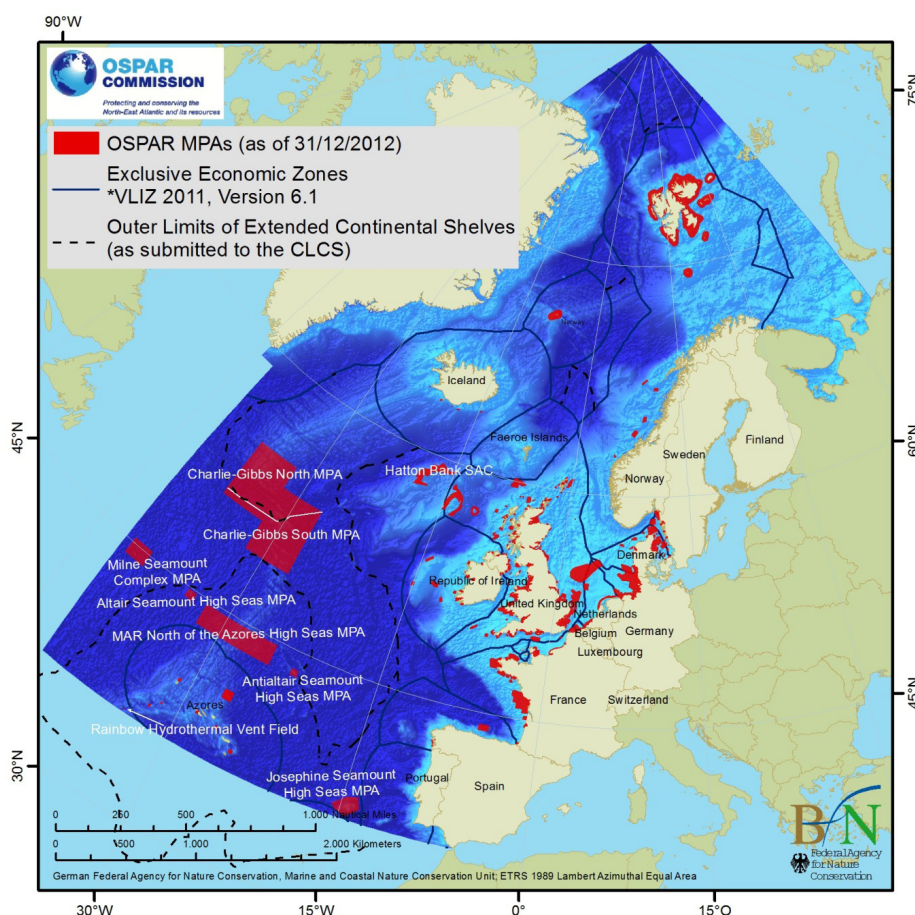 90°W
75°N
OSPAR
COMMISSION
Protecting and conserving the
North-East Atlantic and its resources
OSPAR MPAs (as of 31/12/2012)
Exclusive Economic Zones
*VLIZ 2011, Version 6.1
Outer Limits of Extended Continental Shelves
(as submitted to the CLCS)
Norway
Iceland
45°N
60°N
Faeroe Islands
Finland
Sweden
Norway
Hatton Bank SAC
Charlie-Gibbs North MPA
Charlie-Gibbs South MPA
Denmark
Milne Seamount
Complex MPA
Republic of Ireland
Altair Seamount High Seas MPA
United Kingdom
Netherlands
MAR North of the Azores High Seas MPA
Belgium
Germany
Luxembourg
Antialtair Seamount
High Seas MPA
Azores
France
Switzerland
45°N
Rainbow Hydrothermal Vent Field
30°N
Josephine Seamount
High Seas MPA
Portugal
Spain
0 250 500 1.000 Nautical Miles
0 500 1.000 2.000 Kilometers
BfN
Federal Agency
for Nature
Conservation
German Federal Agency for Nature Conservation, Marine and Coastal Nature Conservation Unit; ETRS 1989 Lambert Azimuthal Equal Area
30°W
15°W
0°
15°O